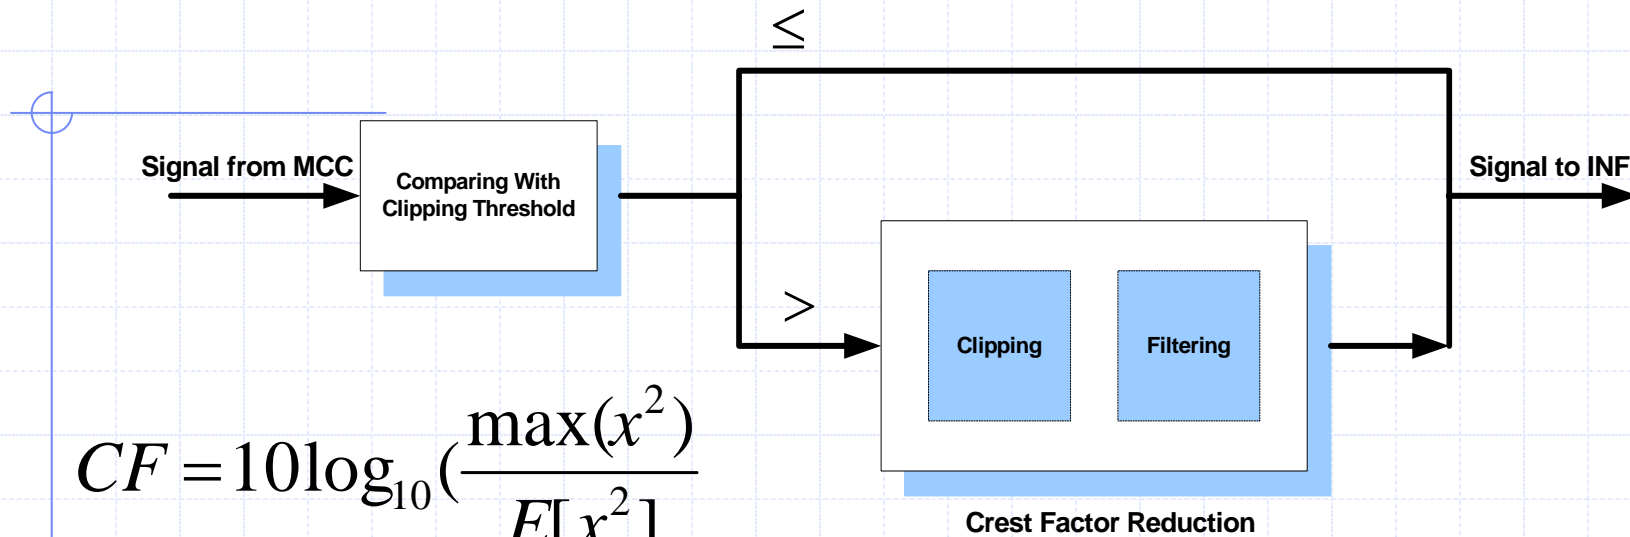 ≤
Signal from MCC
Comparing With
Clipping Threshold
Signal to INF
>
Clipping
Filtering
CF = 10log₁₀(max(x²)
E[x²]
Crest Factor Reduction